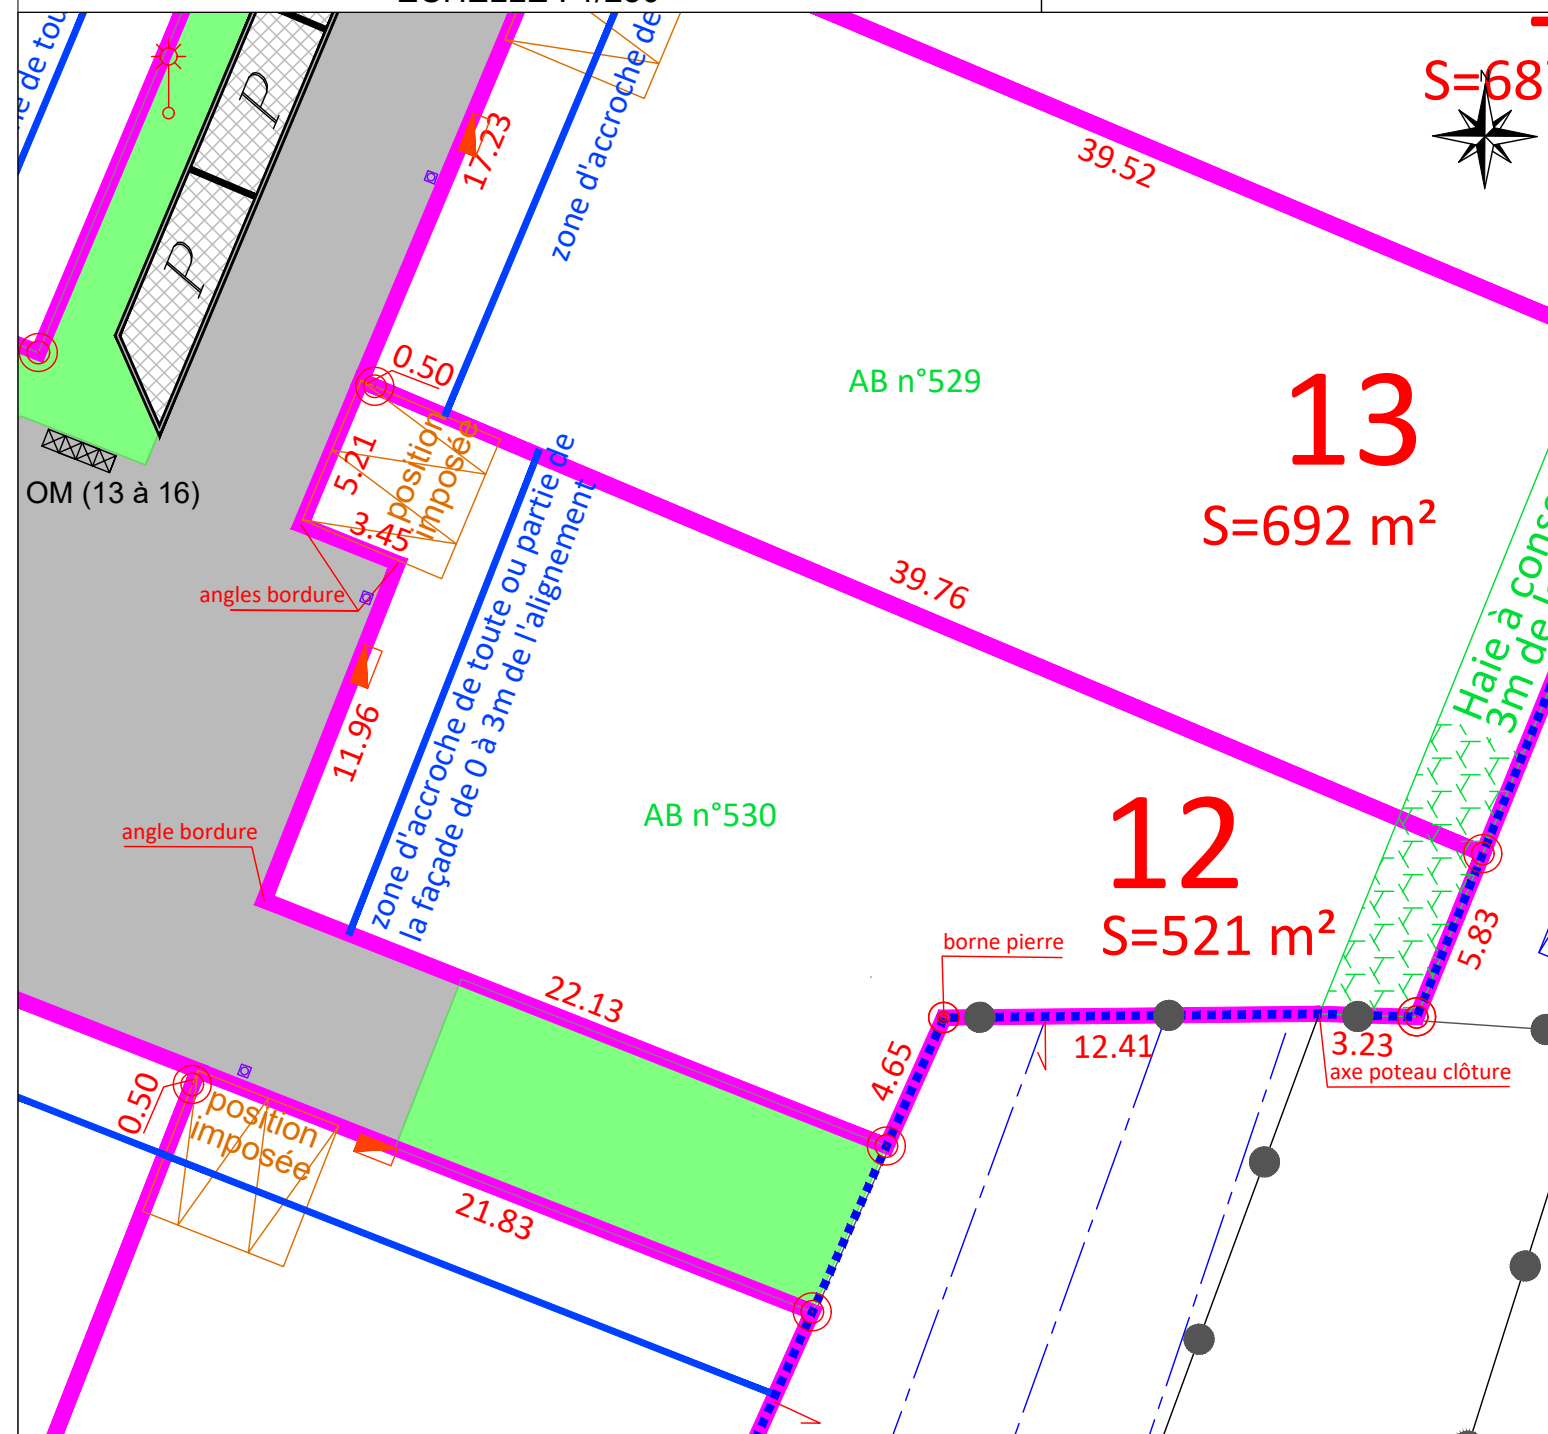 N
39.52
17.23
zone d'accroche de
P
P
0.50
AB n°529
13
S=692 m²
5.21
position
imposée
OM (13 à 16)
3.45
angles bordure
39.76
zone d'accroche de toute ou partie de
la façade de 0 à 3m de l'alignement
11.96
AB n°530
12
S=521 m²
angle bordure
Haie à
3m de
5.83
borne pierre
22.13
12.41
3.23
axe poteau clôture
4.65
0.50
position
imposée
21.83